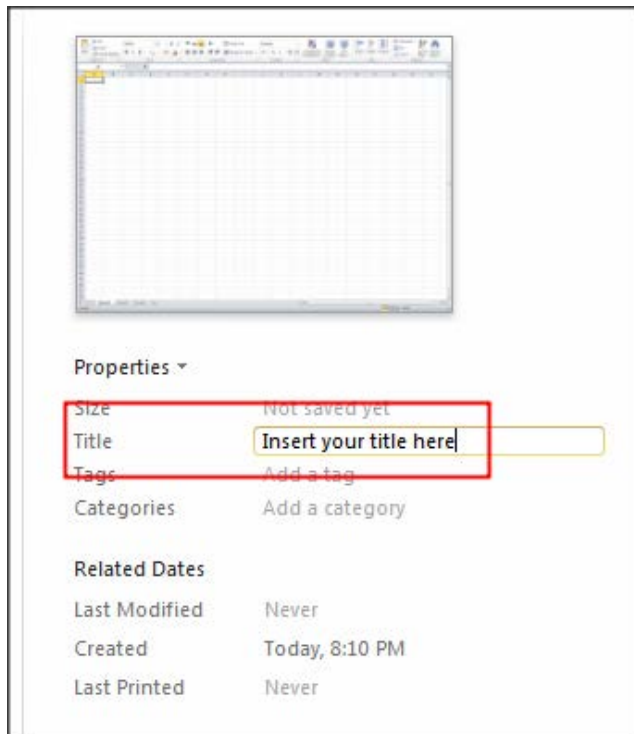 Properties
Size Not saved yet
Title Insert your title here
Tags Add a tag
Categories Add a category
Related Dates
Last Modified Never
Created Today, 8:10 PM
Last Printed Never